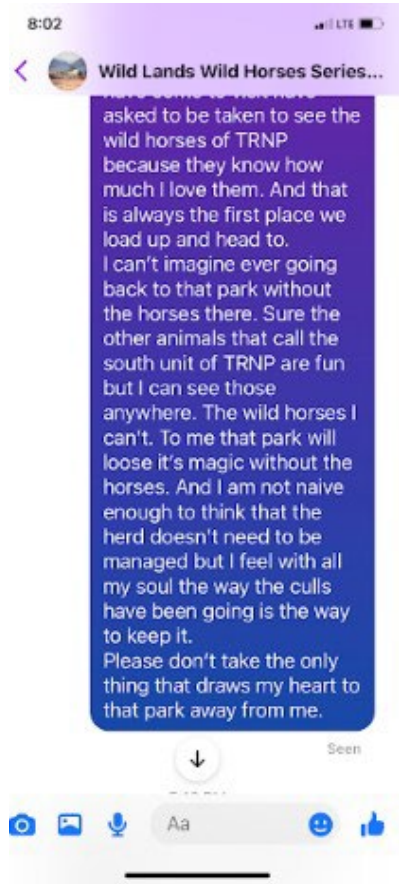 8:02
LTE
Wild Lands Wild Horses Series...
asked to be taken to see the
wild horses of TRNP
because they know how
much I love them. And that
is always the first place we
load up and head to.
I can't imagine ever going
back to that park without
the horses there. Sure the
other animals that call the
south unit of TRNP are fun
but I can see those
anywhere. The wild horses I
can't. To me that park will
loose it's magic without the
horses. And I am not naive
enough to think that the
herd doesn't need to be
managed but I feel with all
my soul the way the culls
have been going is the way
to keep it.
Please don't take the only
thing that draws my heart to
that park away from me.
Seen
Aa